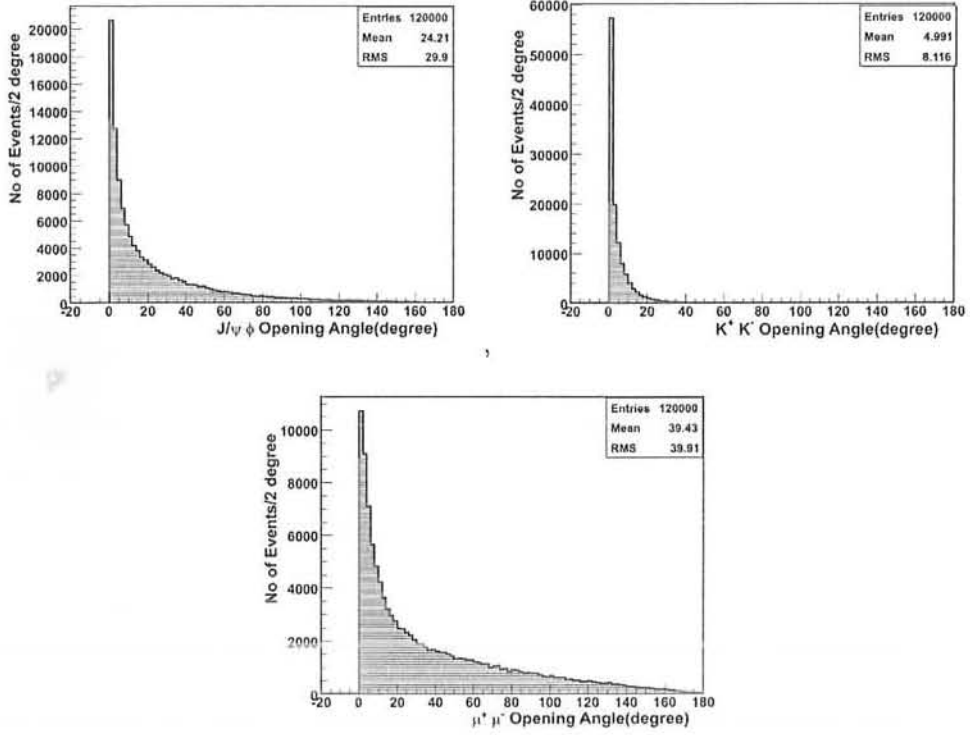 No of Events/2 degree
20000
18000
16000
14000
12000
10000
8000
6000
4000
2000
0
-20 0 20 40 60 80 100 120 140 160 180
J/ψ ϕ Opening Angle(degree)
Entries 120000
Mean 24.21
RMS 29.9
No of Events/2 degree
60000
50000
40000
30000
20000
10000
0
-20 0 20 40 60 80 100 120 140 160 180
K⁺ K⁻ Opening Angle(degree)
Entries 120000
Mean 4.991
RMS 8.116
,
No of Events/2 degree
10000
8000
6000
4000
2000
0
-20 0 20 40 60 80 100 120 140 160 180
μ⁺ μ⁻ Opening Angle(degree)
Entries 120000
Mean 39.43
RMS 39.91